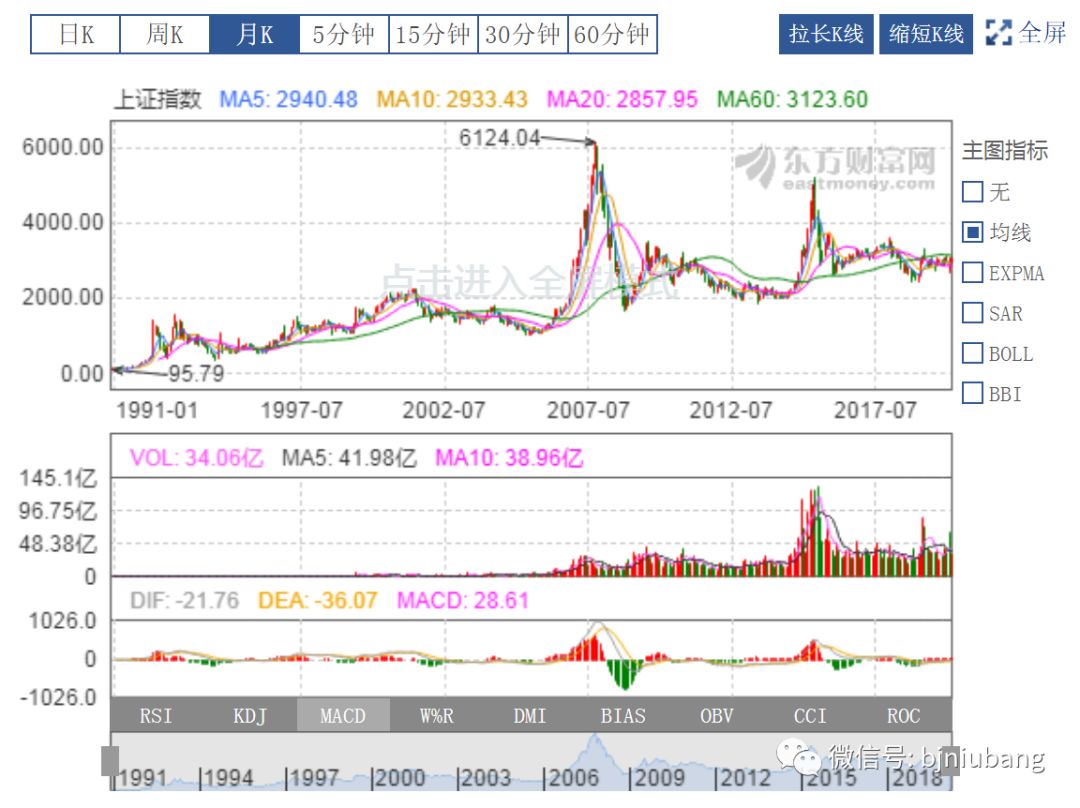 日K 周K 月K 5分钟 15分钟 30分钟 60分钟 拉长K线 缩短K线 全屏
上证指数 MA5: 2940.48 MA10: 2933.43 MA20: 2857.95 MA60: 3123.60
6124.04
6000.00
东方财富网
eastmoney.com
主图指标
无
4000.00
均线
点击进入全屏模式
EXPMA
2000.00
SAR
BOLL
0.00
95.79
BBI
1991-01 1997-07 2002-07 2007-07 2012-07 2017-07
VOL: 34.06亿 MA5: 41.98亿 MA10: 38.96亿
145.1亿
96.75亿
48.38亿
0
DIF: -21.76 DEA: -36.07 MACD: 28.61
1026.0
0
-1026.0
RSI KDJ MACD W%R DMI BIAS OBV CCI ROC
微信号: bjniubang
1991 1994 1997 2000 2003 2006 2009 2012 2015 2018